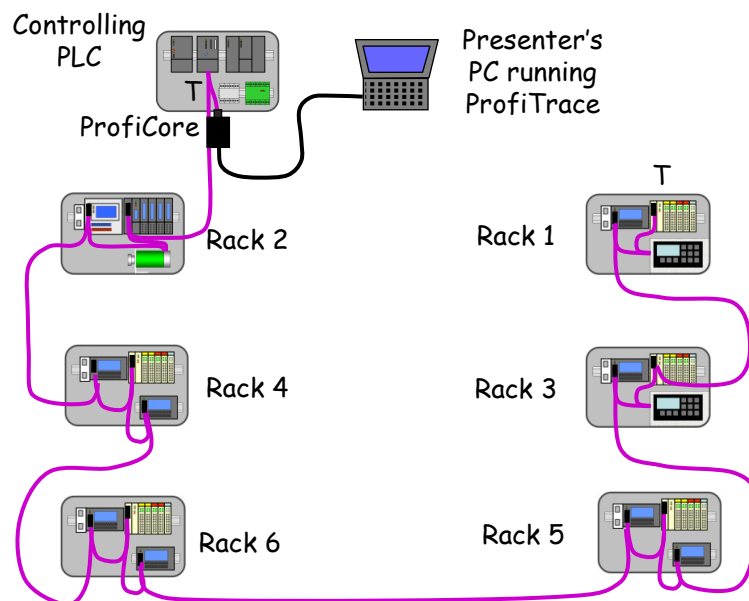 Controlling
PLC
T
ProfiCore
Presenter's
PC running
ProfiTrace
T
Rack 2
Rack 1
Rack 4
Rack 3
Rack 6
Rack 5